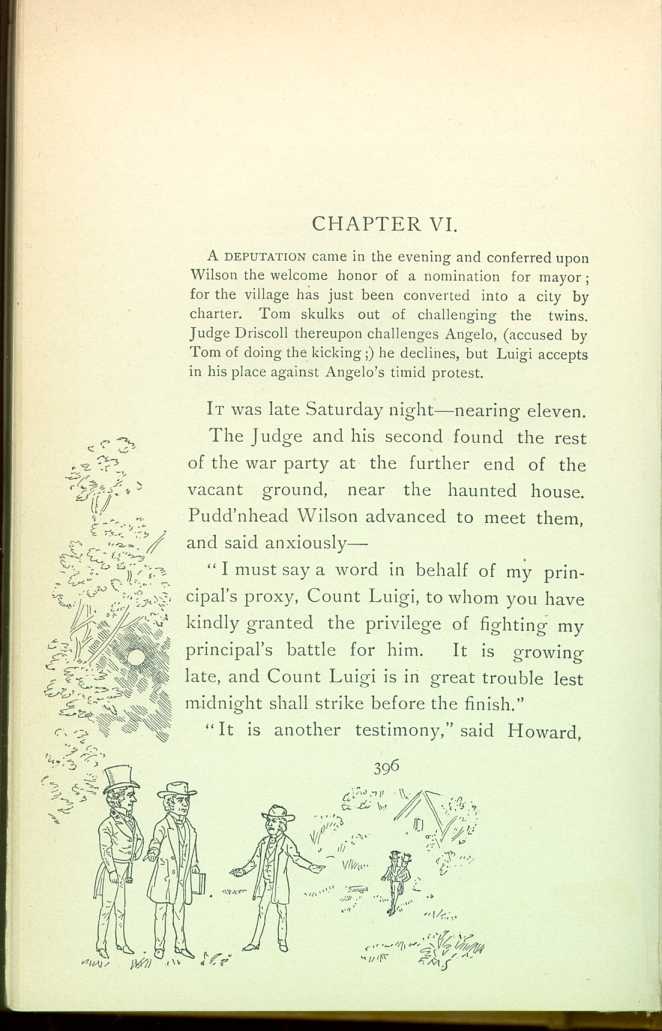 CHAPTER VI.
A DEPUTATION came in the evening and conferred upon
Wilson the welcome honor of a nomination for mayor;
for the village has just been converted into a city by
charter. Tom skulks out of challenging the twins.
Judge Driscoll thereupon challenges Angelo, (accused by
Tom of doing the kicking;) he declines, but Luigi accepts
in his place against Angelo's timid protest.
IT was late Saturday night—nearing eleven.
The Judge and his second found the rest
of the war party at the further end of the
vacant ground, near the haunted house.
Pudd'nhead Wilson advanced to meet them,
and said anxiously—
"I must say a word in behalf of my prin-
cipal's proxy, Count Luigi, to whom you have
kindly granted the privilege of fighting my
principal's battle for him. It is growing
late, and Count Luigi is in great trouble lest
midnight shall strike before the finish."
"It is another testimony," said Howard,
396
F.M.S.